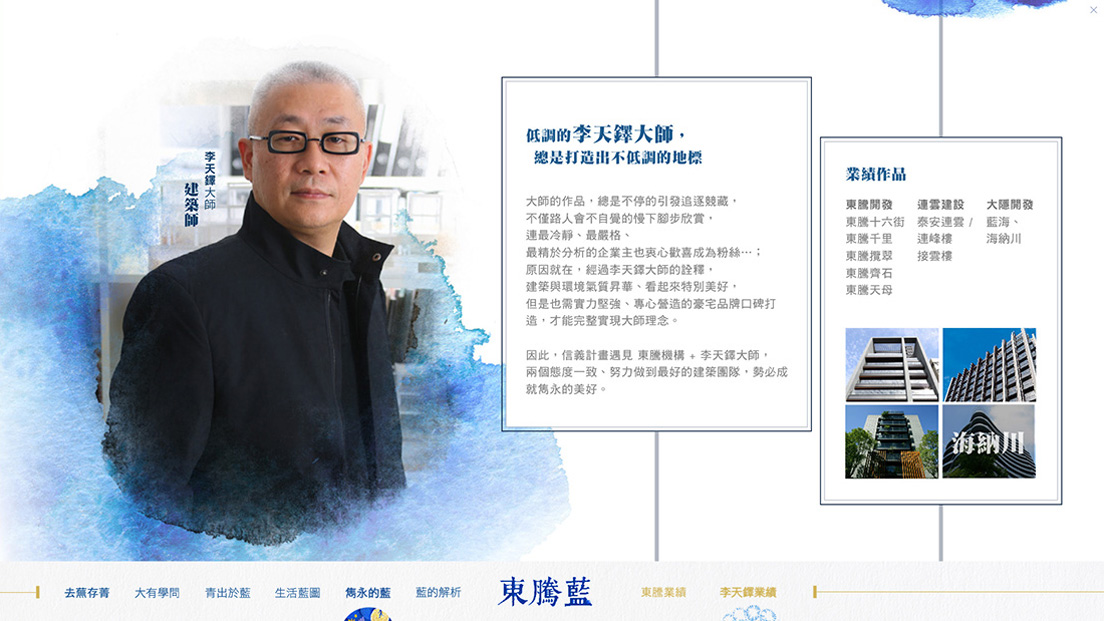 李天鐸大師
建築師
低調的李天鐸大師，
總是打造出不低調的地標
大師的作品，總是不停的引發追逐競藏，
不僅路人會不自覺的慢下腳步欣賞，
連最冷靜、最嚴格、
最精於分析的企業主也衷心歡喜成為粉絲…；
原因就在，經過李天鐸大師的詮釋，
建築與環境氣質昇華、看起來特別美好，
但是也需實力堅強、專心營造的豪宅品牌口碑打
造，才能完整實現大師理念。
因此，信義計畫遇見 東騰機構 + 李天鐸大師，
兩個態度一致、努力做到最好的建築團隊，勢必成
就雋永的美好。
業績作品
東騰開發
東騰十六街
東騰千里
東騰攬翠
東騰齊石
東騰天母
連雲建設
泰安連雲 /
連峰樓
接雲樓
大隱開發
藍海、
海納川
海納川
去蕪存菁
大有學問
青出於藍
生活藍圖
雋永的藍
藍的解析
東騰藍
東騰業績
李天鐸業績